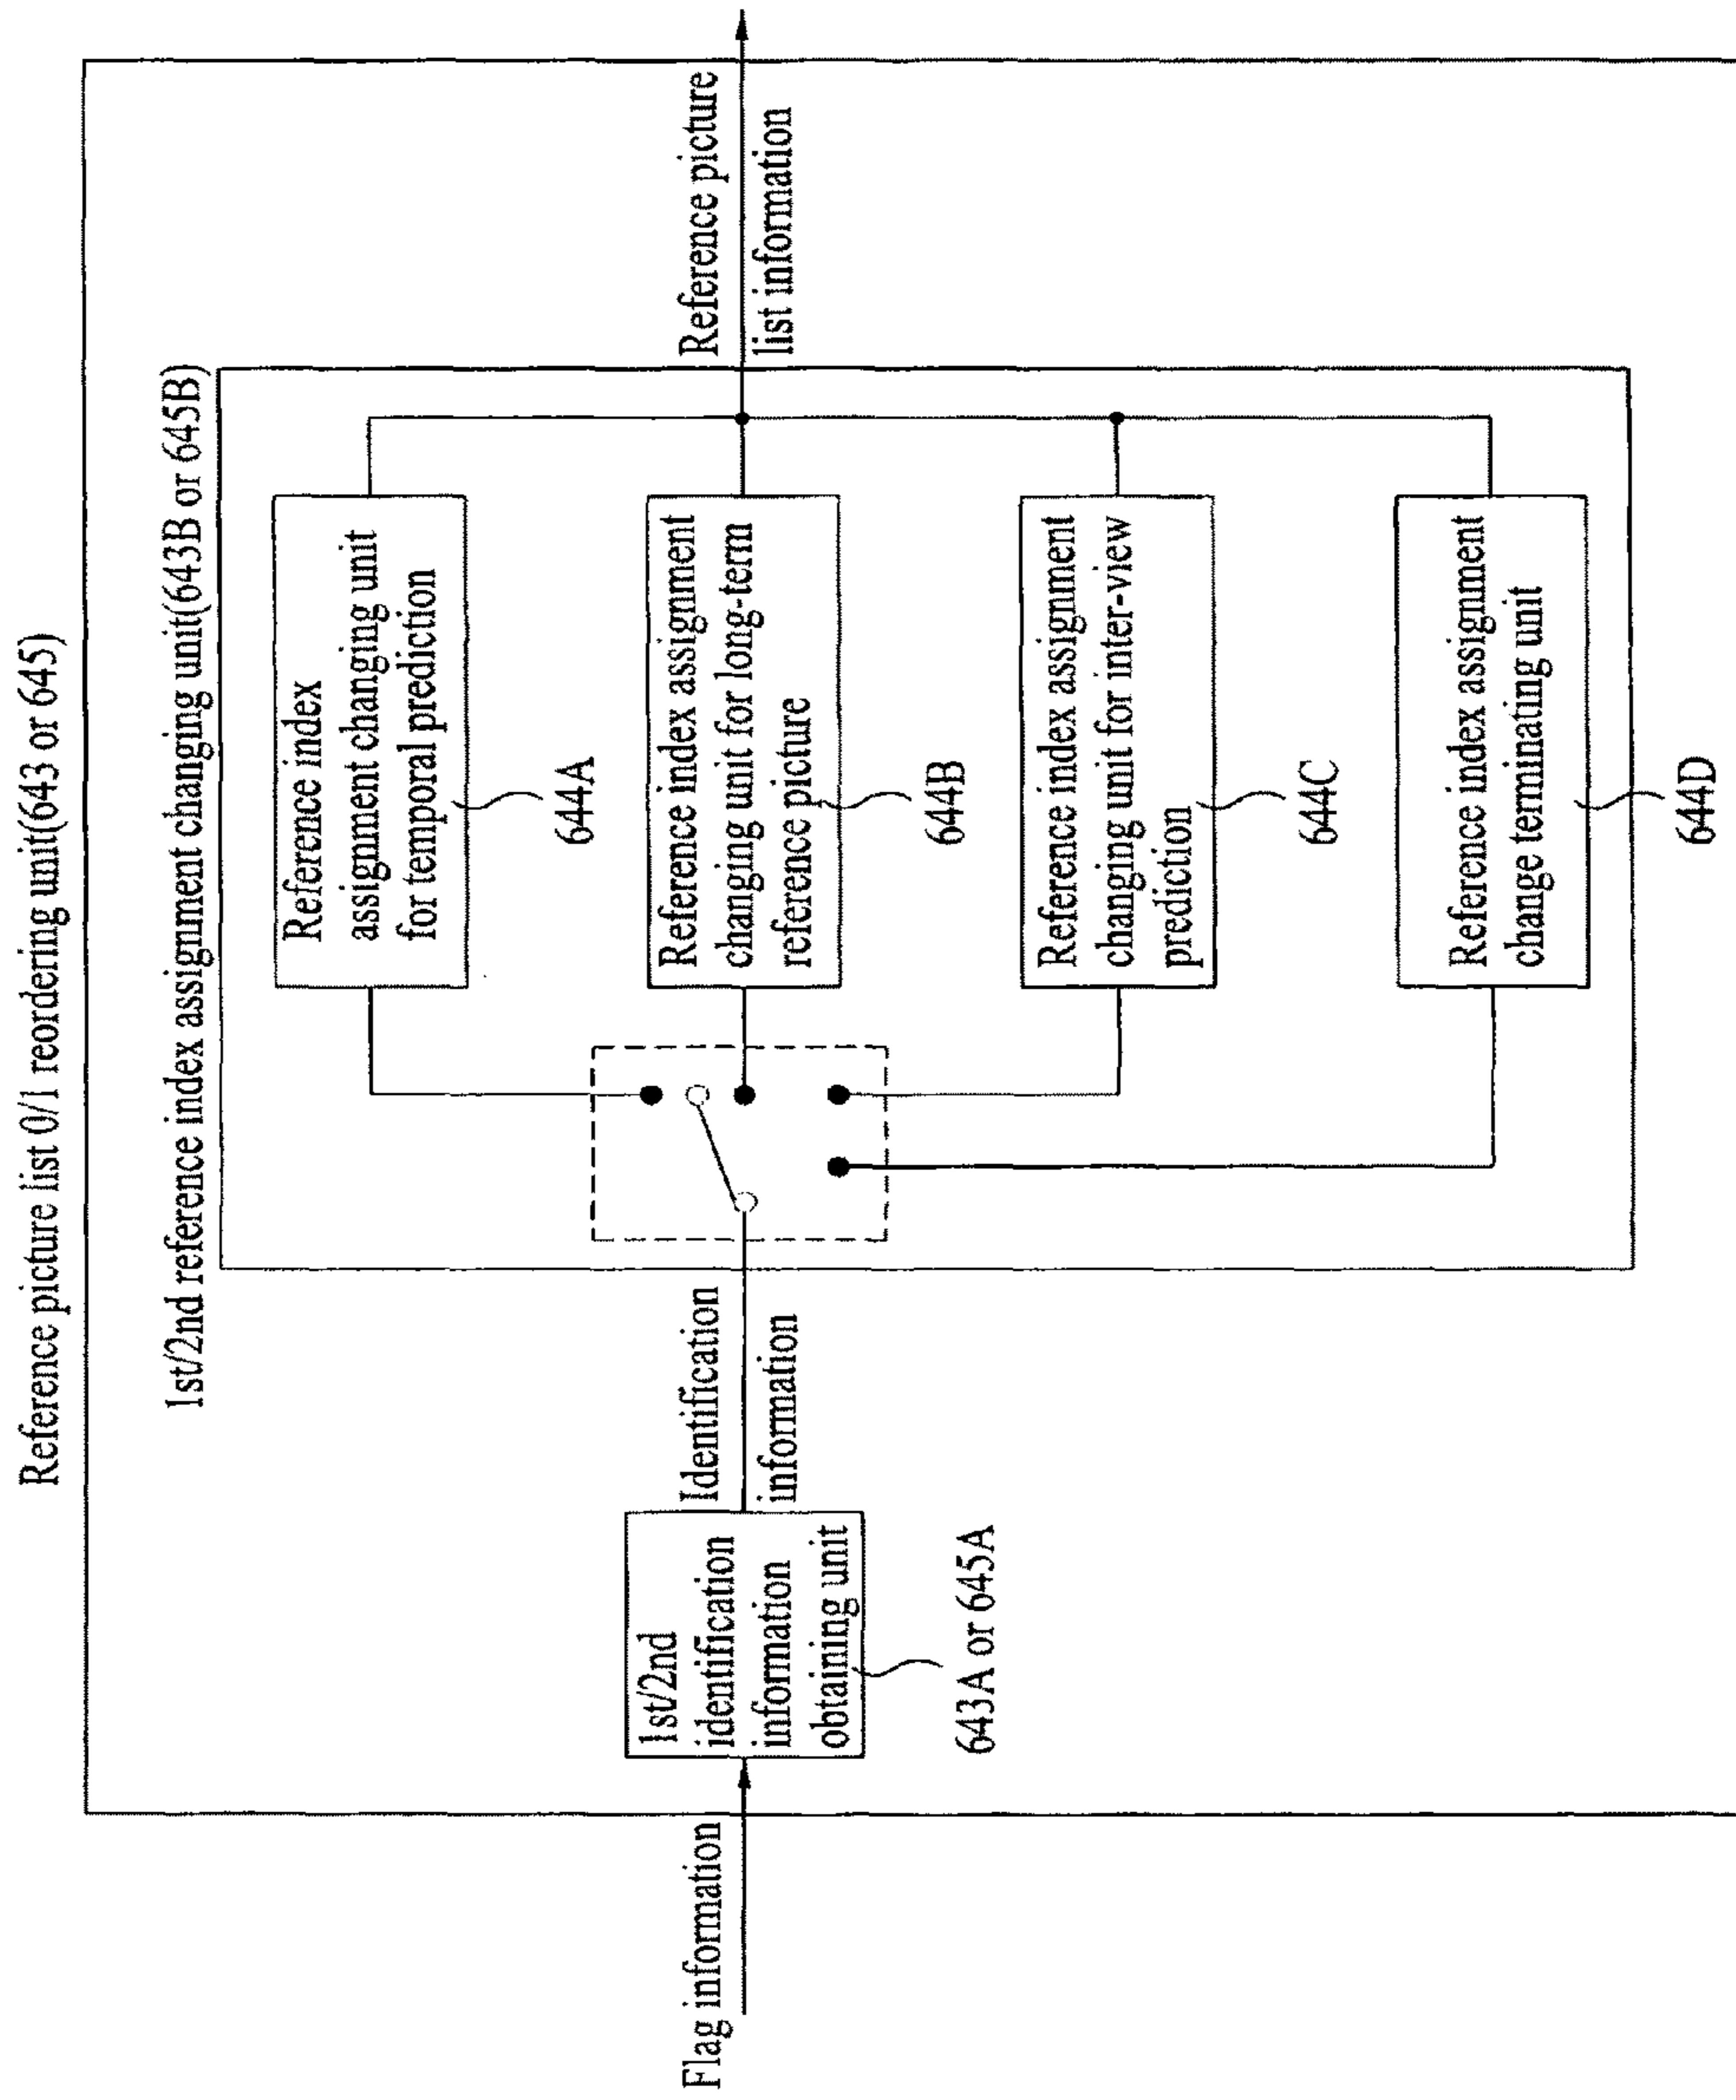 Reference picture list 0/1 reordering unit(643 or 645)
1st/2nd reference index assignment changing unit(643B or 645B)
Flag information
1st/2nd
identification
information
obtaining unit
643A or 645A
Identification
information
Reference index
assignment changing unit
for temporal prediction
644A
Reference index assignment
changing unit for long-term
reference picture
644B
Reference index assignment
changing unit for inter-view
prediction
644C
Reference index assignment
change terminating unit
644D
Reference picture
list information